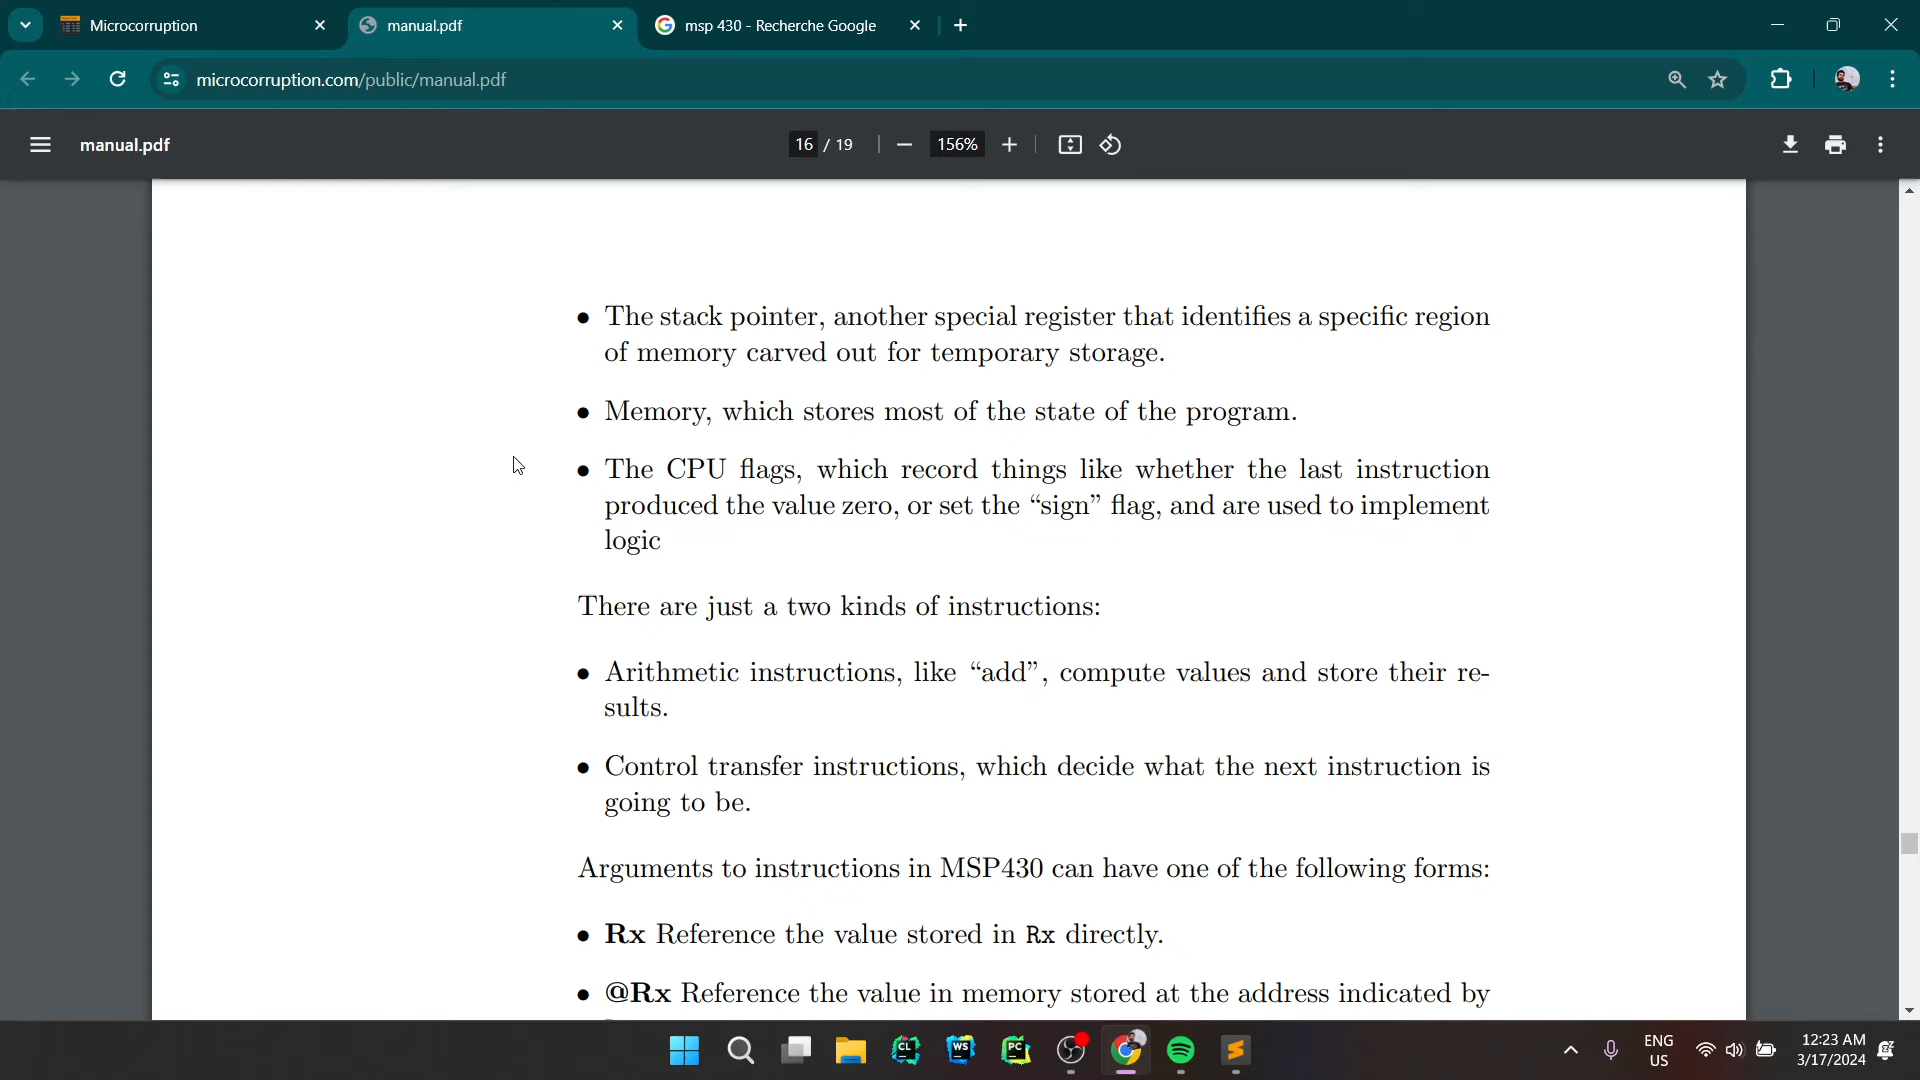 Microcorruption
manual.pdf
msp 430 - Recherche Google
microcorruption.com/public/manual.pdf
manual.pdf
16 / 19
156%
• The stack pointer, another special register that identifies a specific region
of memory carved out for temporary storage.
• Memory, which stores most of the state of the program.
• The CPU flags, which record things like whether the last instruction
produced the value zero, or set the “sign” flag, and are used to implement
logic
There are just a two kinds of instructions:
• Arithmetic instructions, like “add”, compute values and store their re-
sults.
• Control transfer instructions, which decide what the next instruction is
going to be.
Arguments to instructions in MSP430 can have one of the following forms:
• Rx Reference the value stored in Rx directly.
• @Rx Reference the value in memory stored at the address indicated by
CL
WS
PC
ENG
US
12:23 AM
3/17/2024